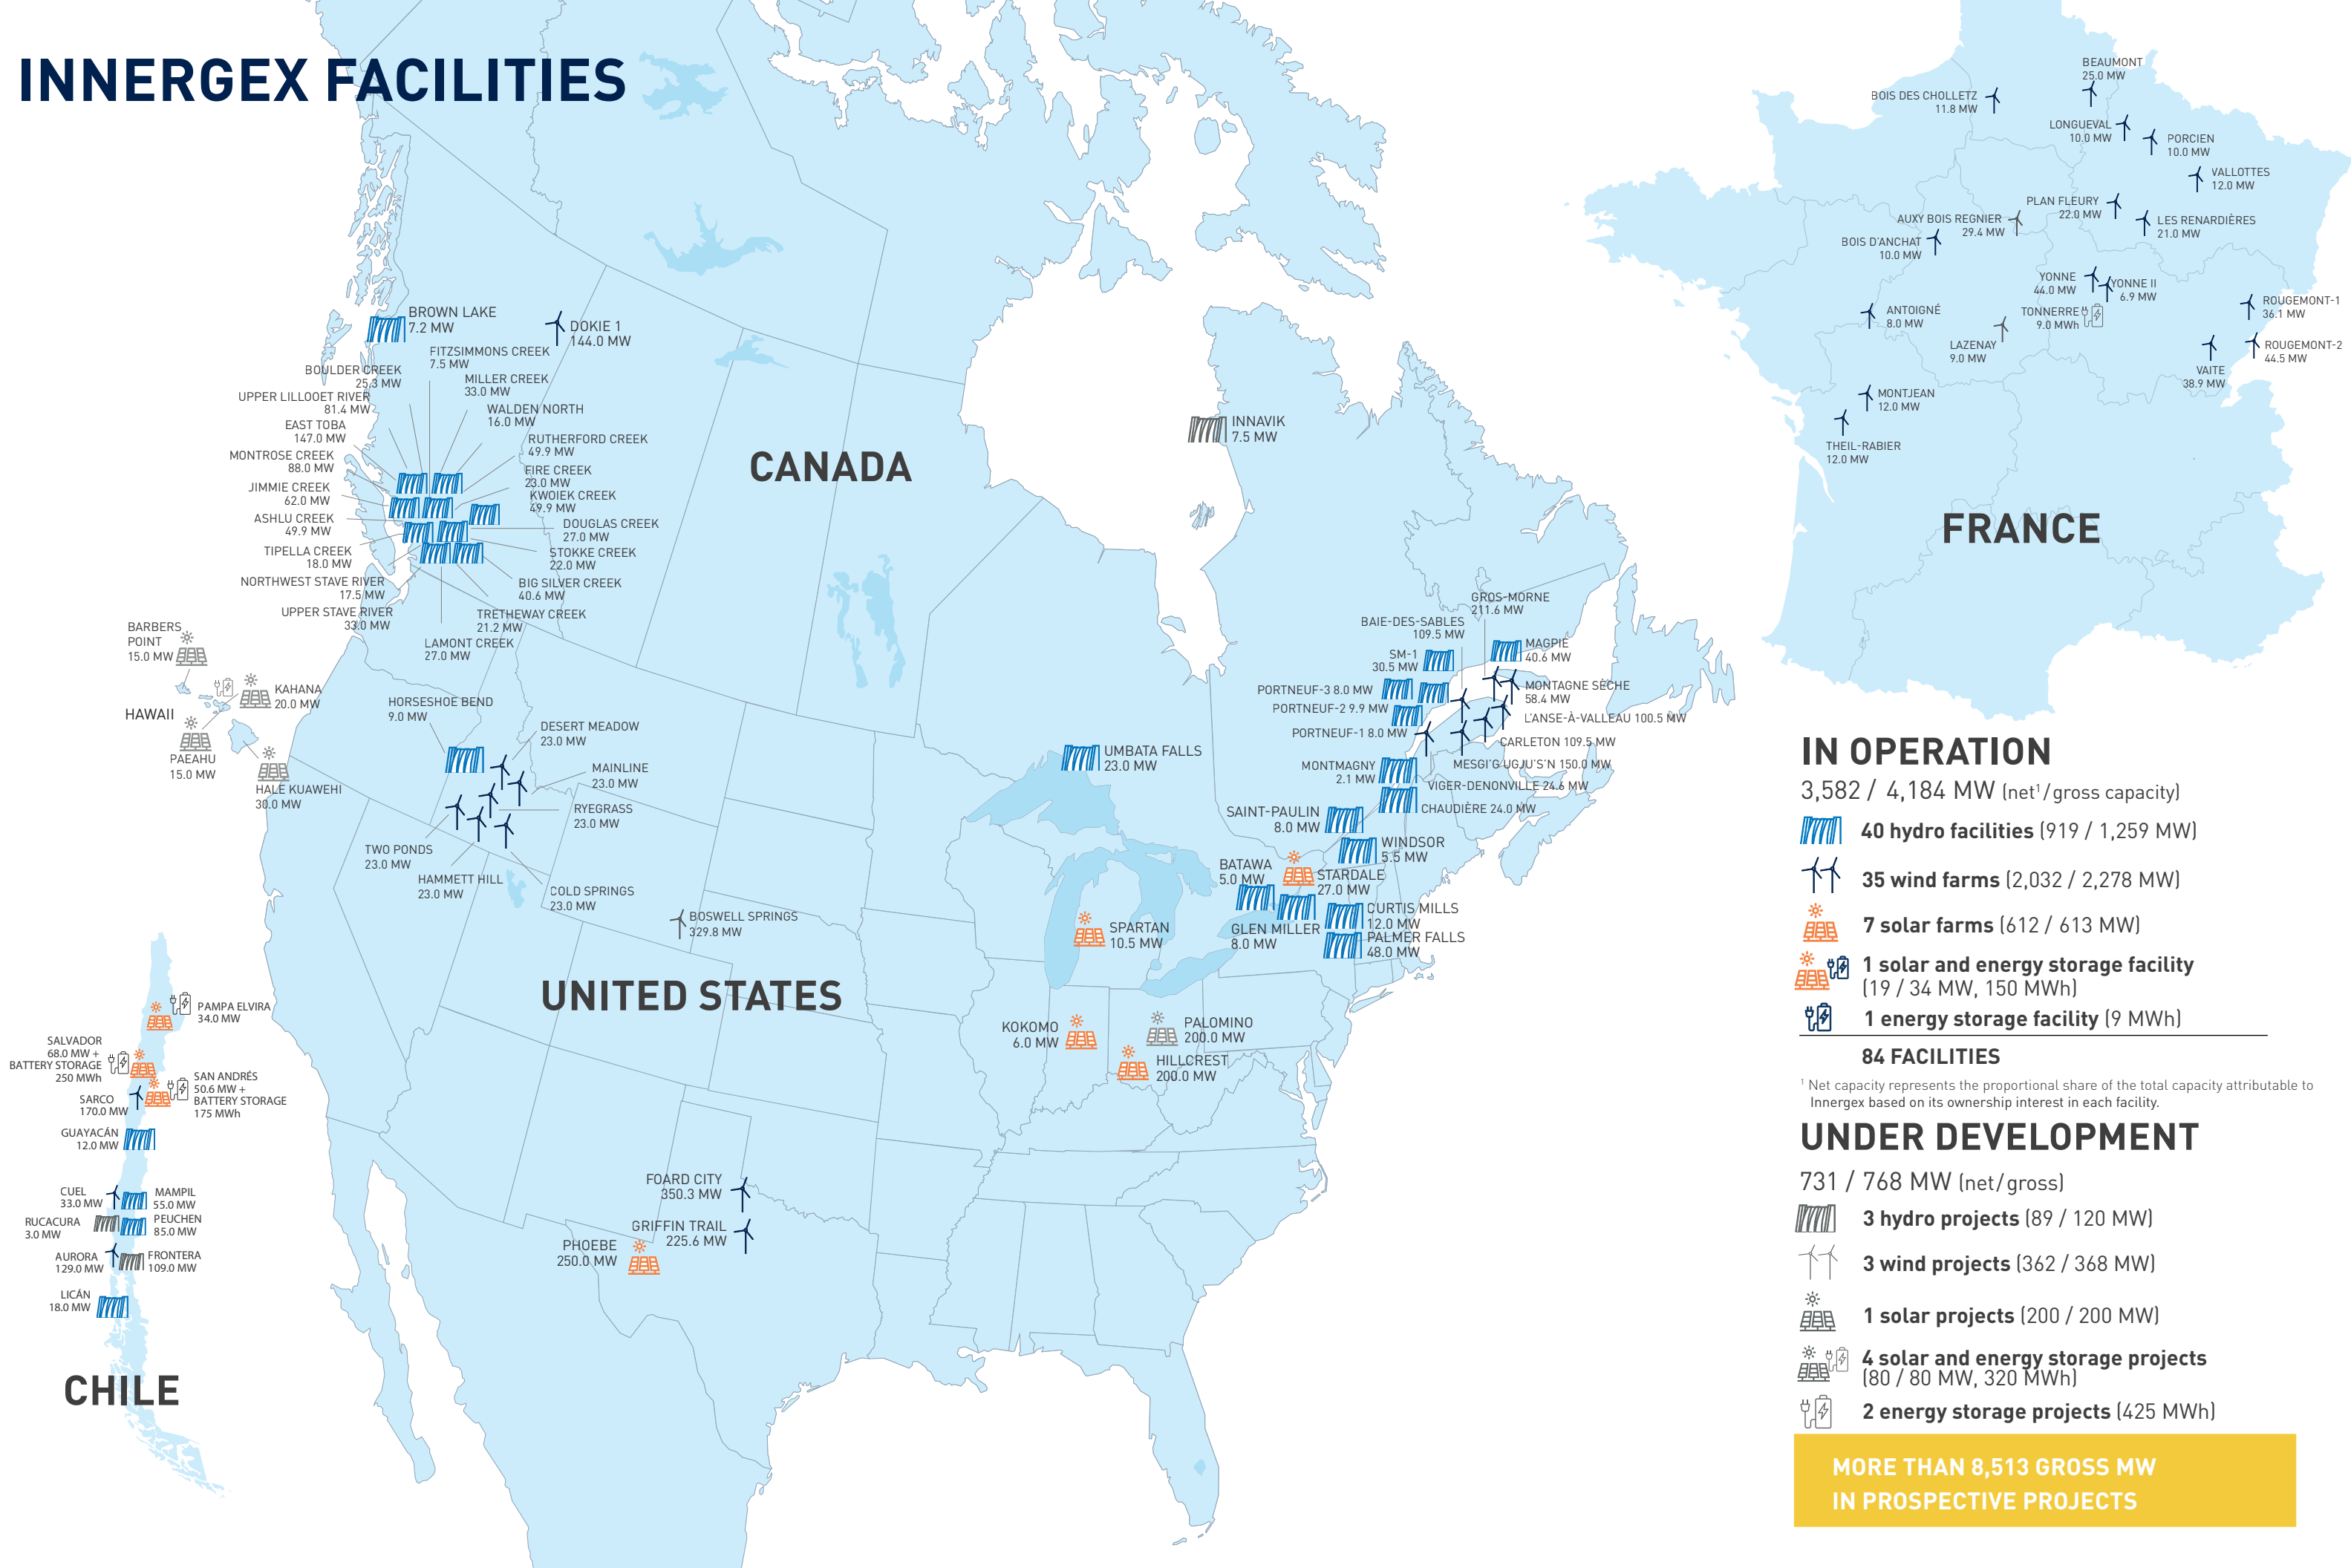 INNERGEX FACILITIES
BROWN LAKE
7.2 MW
DOKIE 1
144.0 MW
FITZSIMMONS CREEK
7.5 MW
BOULDER CREEK
25.3 MW
MILLER CREEK
33.0 MW
UPPER LILLOOET RIVER
81.4 MW
WALDEN NORTH
16.0 MW
EAST TOBA
147.0 MW
RUTHERFORD CREEK
49.9 MW
MONTROSE CREEK
88.0 MW
FIRE CREEK
23.0 MW
JIMMIE CREEK
62.0 MW
KWOIEK CREEK
49.9 MW
ASHLU CREEK
49.9 MW
DOUGLAS CREEK
27.0 MW
TIPELLA CREEK
18.0 MW
STOKKE CREEK
22.0 MW
NORTHWEST STAVE RIVER
17.5 MW
BIG SILVER CREEK
40.6 MW
UPPER STAVE RIVER
33.0 MW
TRETHEWAY CREEK
21.2 MW
LAMONT CREEK
27.0 MW
BARBERS
POINT
15.0 MW
KAHANA
20.0 MW
HAWAII
PAEAHU
15.0 MW
HALE KUAWEHI
30.0 MW
HORSESHOE BEND
9.0 MW
DESERT MEADOW
23.0 MW
MAINLINE
23.0 MW
RYEGRASS
23.0 MW
TWO PONDS
23.0 MW
HAMMETT HILL
23.0 MW
COLD SPRINGS
23.0 MW
BOSWELL SPRINGS
329.8 MW
CANADA
UNITED STATES
INNAVIK
7.5 MW
UMBATA FALLS
23.0 MW
GROS-MORNE
211.6 MW
BAIE-DES-SABLES
109.5 MW
MAGPIE
40.6 MW
SM-1
30.5 MW
PORTNEUF-3 8.0 MW
MONTAGNE SÈCHE
58.4 MW
PORTNEUF-2 9.9 MW
L'ANSE-À-VALLEAU 100.5 MW
PORTNEUF-1 8.0 MW
CARLETON 109.5 MW
MONTMAGNY
2.1 MW
MESGI'G UGJU'S'N 150.0 MW
VIGER-DENONVILLE 24.6 MW
SAINT-PAULIN
8.0 MW
CHAUDIÈRE 24.0 MW
WINDSOR
5.5 MW
BATAWA
5.0 MW
STARDALE
27.0 MW
GLEN MILLER
8.0 MW
CURTIS MILLS
12.0 MW
PALMER FALLS
48.0 MW
SPARTAN
10.5 MW
KOKOMO
6.0 MW
PALOMINO
200.0 MW
HILLCREST
200.0 MW
FOARD CITY
350.3 MW
GRIFFIN TRAIL
225.6 MW
PHOEBE
250.0 MW
PAMPA ELVIRA
34.0 MW
SALVADOR
68.0 MW +
BATTERY STORAGE
250 MWh
SAN ANDRÉS
50.6 MW +
BATTERY STORAGE
175 MWh
SARCO
170.0 MW
GUAYACÁN
12.0 MW
CUEL
33.0 MW
MAMPIL
55.0 MW
RUCACURA
3.0 MW
PEUCHEN
85.0 MW
AURORA
129.0 MW
FRONTERA
109.0 MW
LICÁN
18.0 MW
CHILE
BEAUMONT
25.0 MW
BOIS DES CHOLLETZ
11.8 MW
LONGUEVAL
10.0 MW
PORCIEN
10.0 MW
VALLOTTES
12.0 MW
PLAN FLEURY
22.0 MW
AUXY BOIS REGNIER
29.4 MW
LES RENARDIÈRES
21.0 MW
BOIS D'ANCHAT
10.0 MW
YONNE
44.0 MW
YONNE II
6.9 MW
ROUGEMONT-1
36.1 MW
ANTOIGNÉ
8.0 MW
TONNERRE
9.0 MWh
LAZENAY
9.0 MW
ROUGEMONT-2
44.5 MW
VAITE
38.9 MW
MONTJEAN
12.0 MW
THEIL-RABIER
12.0 MW
FRANCE
IN OPERATION
3,582 / 4,184 MW (net¹/gross capacity)
40 hydro facilities (919 / 1,259 MW)
35 wind farms (2,032 / 2,278 MW)
7 solar farms (612 / 613 MW)
1 solar and energy storage facility
(19 / 34 MW, 150 MWh)
1 energy storage facility (9 MWh)
84 FACILITIES
¹ Net capacity represents the proportional share of the total capacity attributable to
Innergex based on its ownership interest in each facility.
UNDER DEVELOPMENT
731 / 768 MW (net/gross)
3 hydro projects (89 / 120 MW)
3 wind projects (362 / 368 MW)
1 solar projects (200 / 200 MW)
4 solar and energy storage projects
(80 / 80 MW, 320 MWh)
2 energy storage projects (425 MWh)
MORE THAN 8,513 GROSS MW
IN PROSPECTIVE PROJECTS